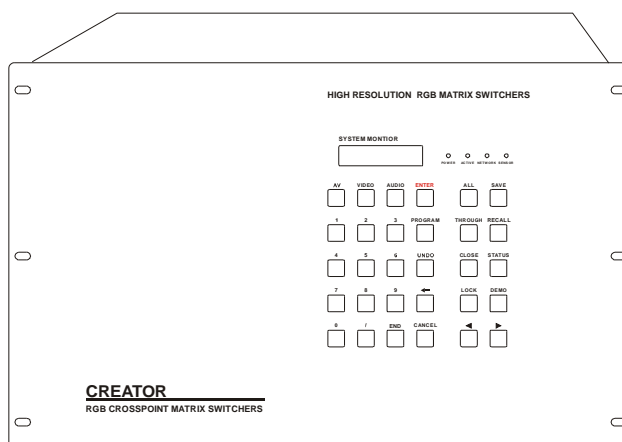 HIGH RESOLUTION RGB MATRIX SWITCHERS
SYSTEM MONTIOR
POWER ACTIVE NETWORK SENSOR
AV VIDEO AUDIO ENTER ALL SAVE
1 2 3 PROGRAM THROUGH RECALL
4 5 6 UNDO CLOSE STATUS
7 8 9 LOCK DEMO
0 / END CANCEL
CREATOR
RGB CROSSPOINT MATRIX SWITCHERS